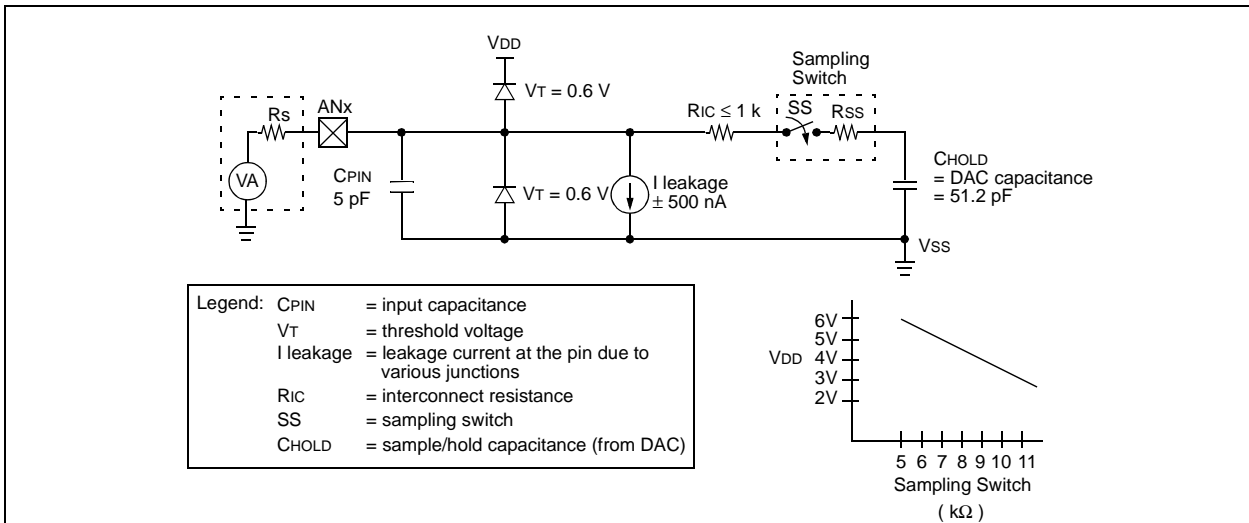 VDD
VT = 0.6 V
Sampling
Switch
Rs
ANx
RIC ≤ 1 k
SS
RSS
VA
CPIN
5 pF
VT = 0.6 V
I leakage
± 500 nA
CHOLD
= DAC capacitance
= 51.2 pF
VSS
Legend: CPIN = input capacitance
VT = threshold voltage
I leakage = leakage current at the pin due to
various junctions
RIC = interconnect resistance
SS = sampling switch
CHOLD = sample/hold capacitance (from DAC)
6V
5V
VDD 4V
3V
2V
5 6 7 8 9 10 11
Sampling Switch
( kΩ )